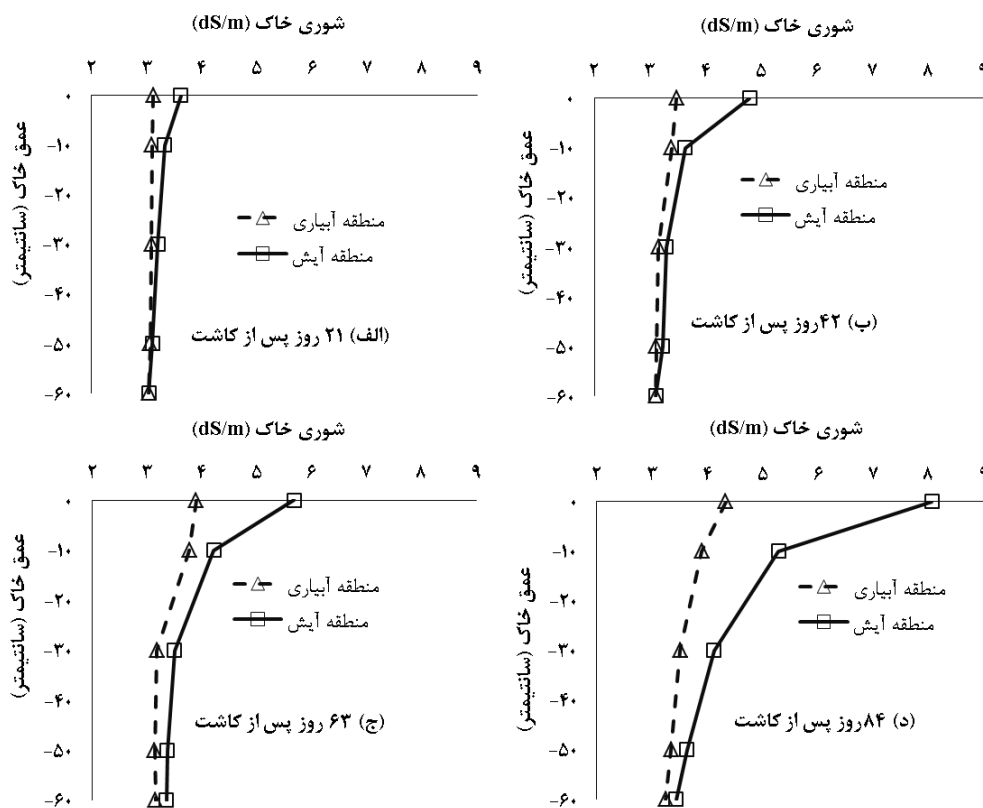 شوری خاک (dS/m)
۲ ۳ ۴ ۵ ۶ ۷ ۸ ۹
عمق خاک (سانتیمتر)
۰
-۱۰
-۲۰
-۳۰
-۴۰
-۵۰
-۶۰
منطقه آبیاری
منطقه آیش
(الف) ۲۱ روز پس از کاشت
شوری خاک (dS/m)
۲ ۳ ۴ ۵ ۶ ۷ ۸ ۹
عمق خاک (سانتیمتر)
۰
-۱۰
-۲۰
-۳۰
-۴۰
-۵۰
-۶۰
منطقه آبیاری
منطقه آیش
(ب) ۴۲روز پس از کاشت
شوری خاک (dS/m)
۲ ۳ ۴ ۵ ۶ ۷ ۸ ۹
عمق خاک (سانتیمتر)
۰
-۱۰
-۲۰
-۳۰
-۴۰
-۵۰
-۶۰
منطقه آبیاری
منطقه آیش
(ج) ۶۳ روز پس از کاشت
شوری خاک (dS/m)
۲ ۳ ۴ ۵ ۶ ۷ ۸ ۹
عمق خاک (سانتیمتر)
۰
-۱۰
-۲۰
-۳۰
-۴۰
-۵۰
-۶۰
منطقه آبیاری
منطقه آیش
(د) ۸۴روز پس از کاشت